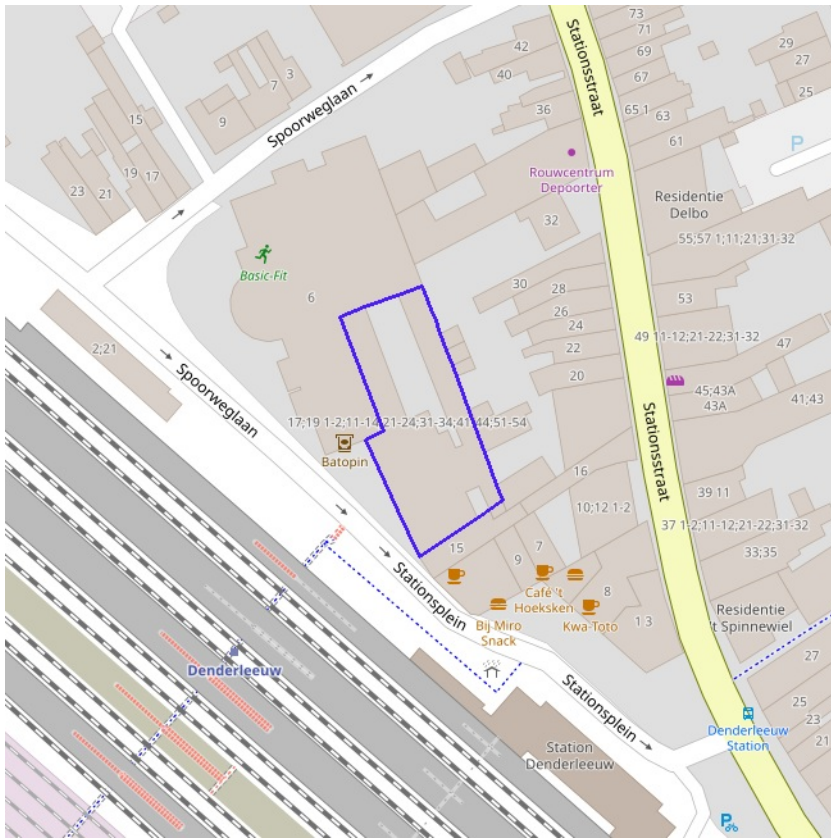 73
71
69
67
65 1
63
61
42
40
36
29
27
25
P
3
7
9
Spoorweglaan
Stationsstraat
15
19
17
23
21
Rouwcentrum
Depoorter
32
Residentie
Delbo
55;57 1;11;21;31-32
Basic-Fit
6
30
28
26
24
22
20
53
49 11-12;21-22;31-32
47
45;43A
43A
41;43
2;21
Spoorweglaan
17;19 1-2;11-14;21-24;31-34;41-44;51-54
Batopin
Stationsstraat
16
10;12 1-2
39 11
37 1-2;11-12;21-22;31-32
33;35
15
9
7
8
1 3
Café 't
Hoeksken
Bij Miro
Snack
Kwa-Toto
Stationsplein
Residentie
't Spinnewiel
27
25
23
21
Denderleeuw
Stationsplein
Station
Denderleeuw
Denderleeuw
Station
P